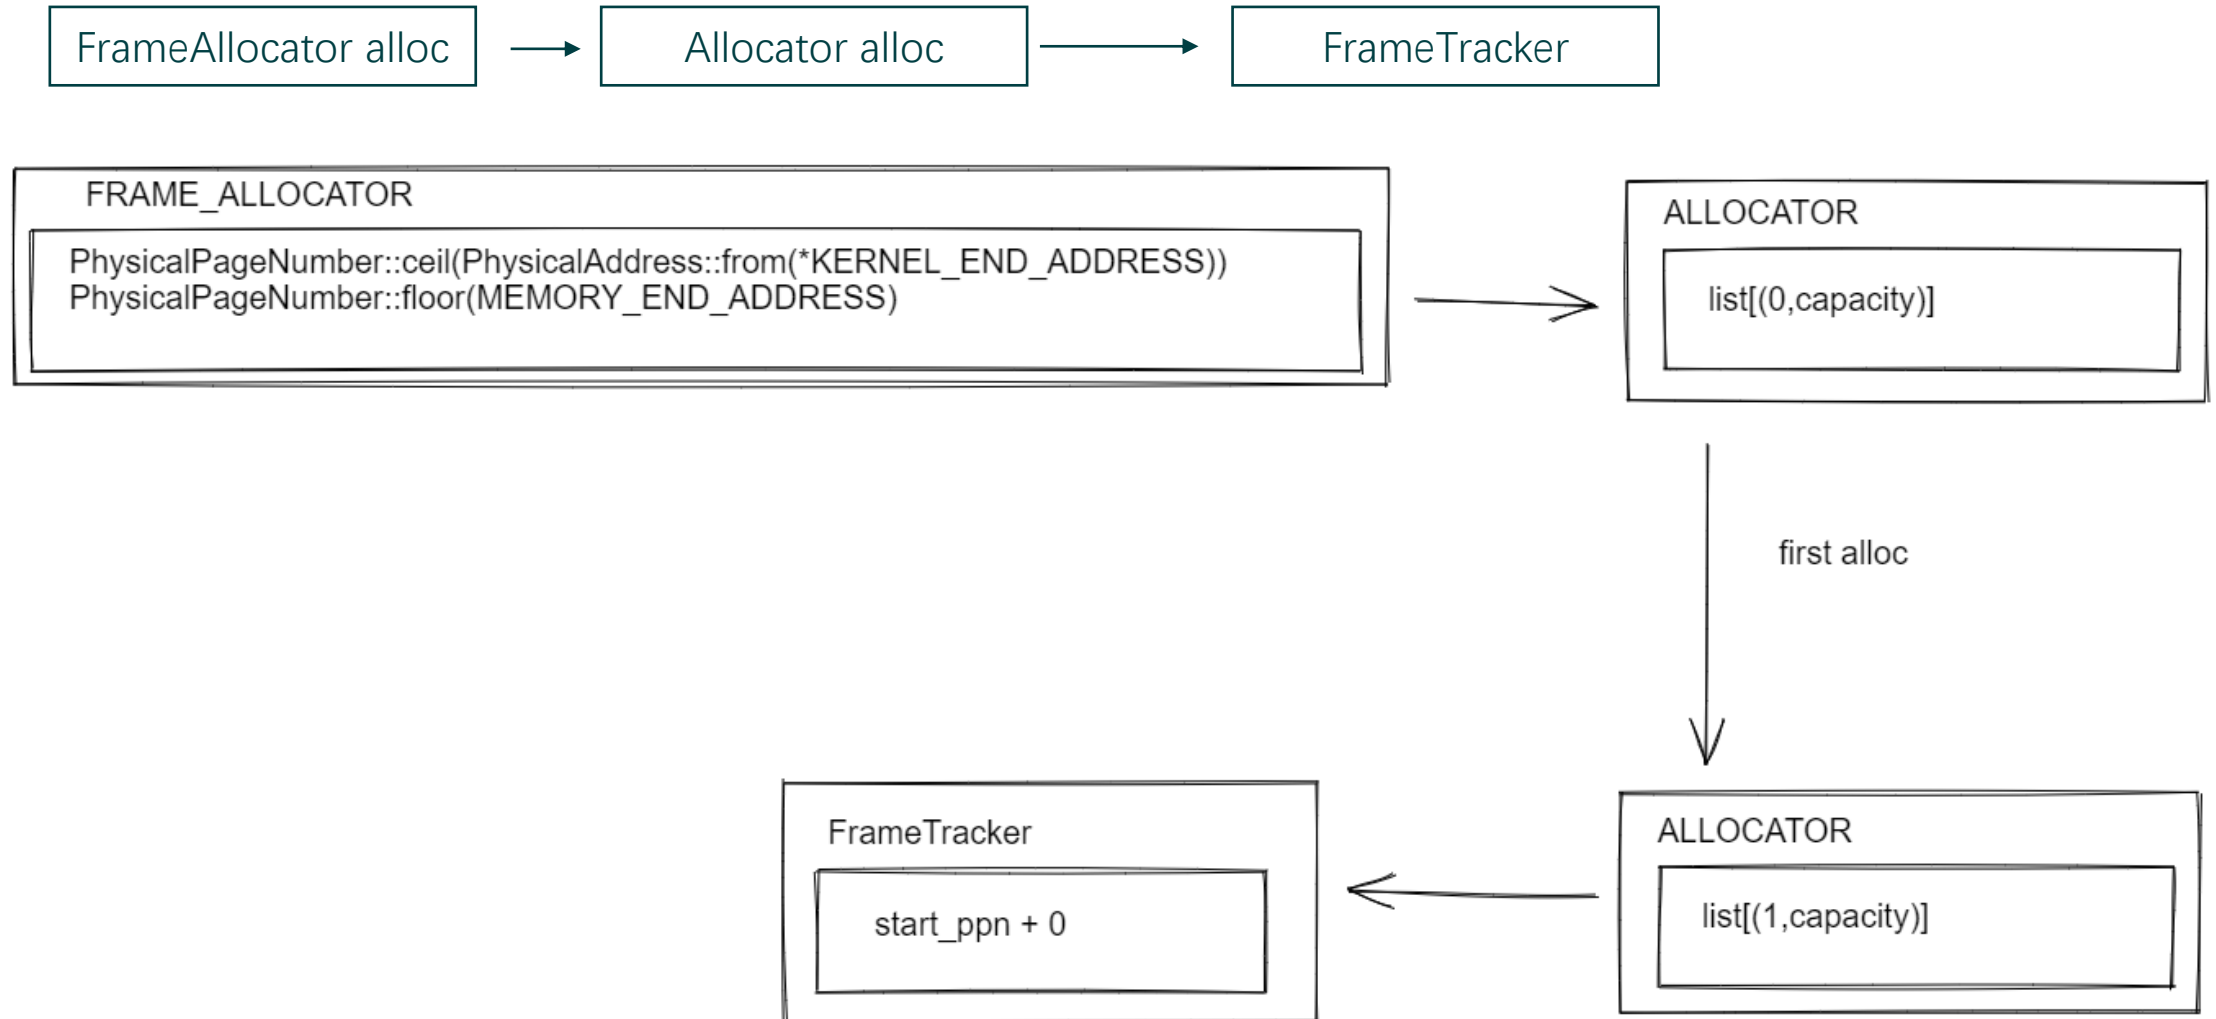 FrameAllocator alloc
Allocator alloc
FrameTracker
FRAME_ALLOCATOR
PhysicalPageNumber::ceil(PhysicalAddress::from(*KERNEL_END_ADDRESS))
PhysicalPageNumber::floor(MEMORY_END_ADDRESS)
ALLOCATOR
list[(0,capacity)]
first alloc
FrameTracker
start_ppn + 0
ALLOCATOR
list[(1,capacity)]